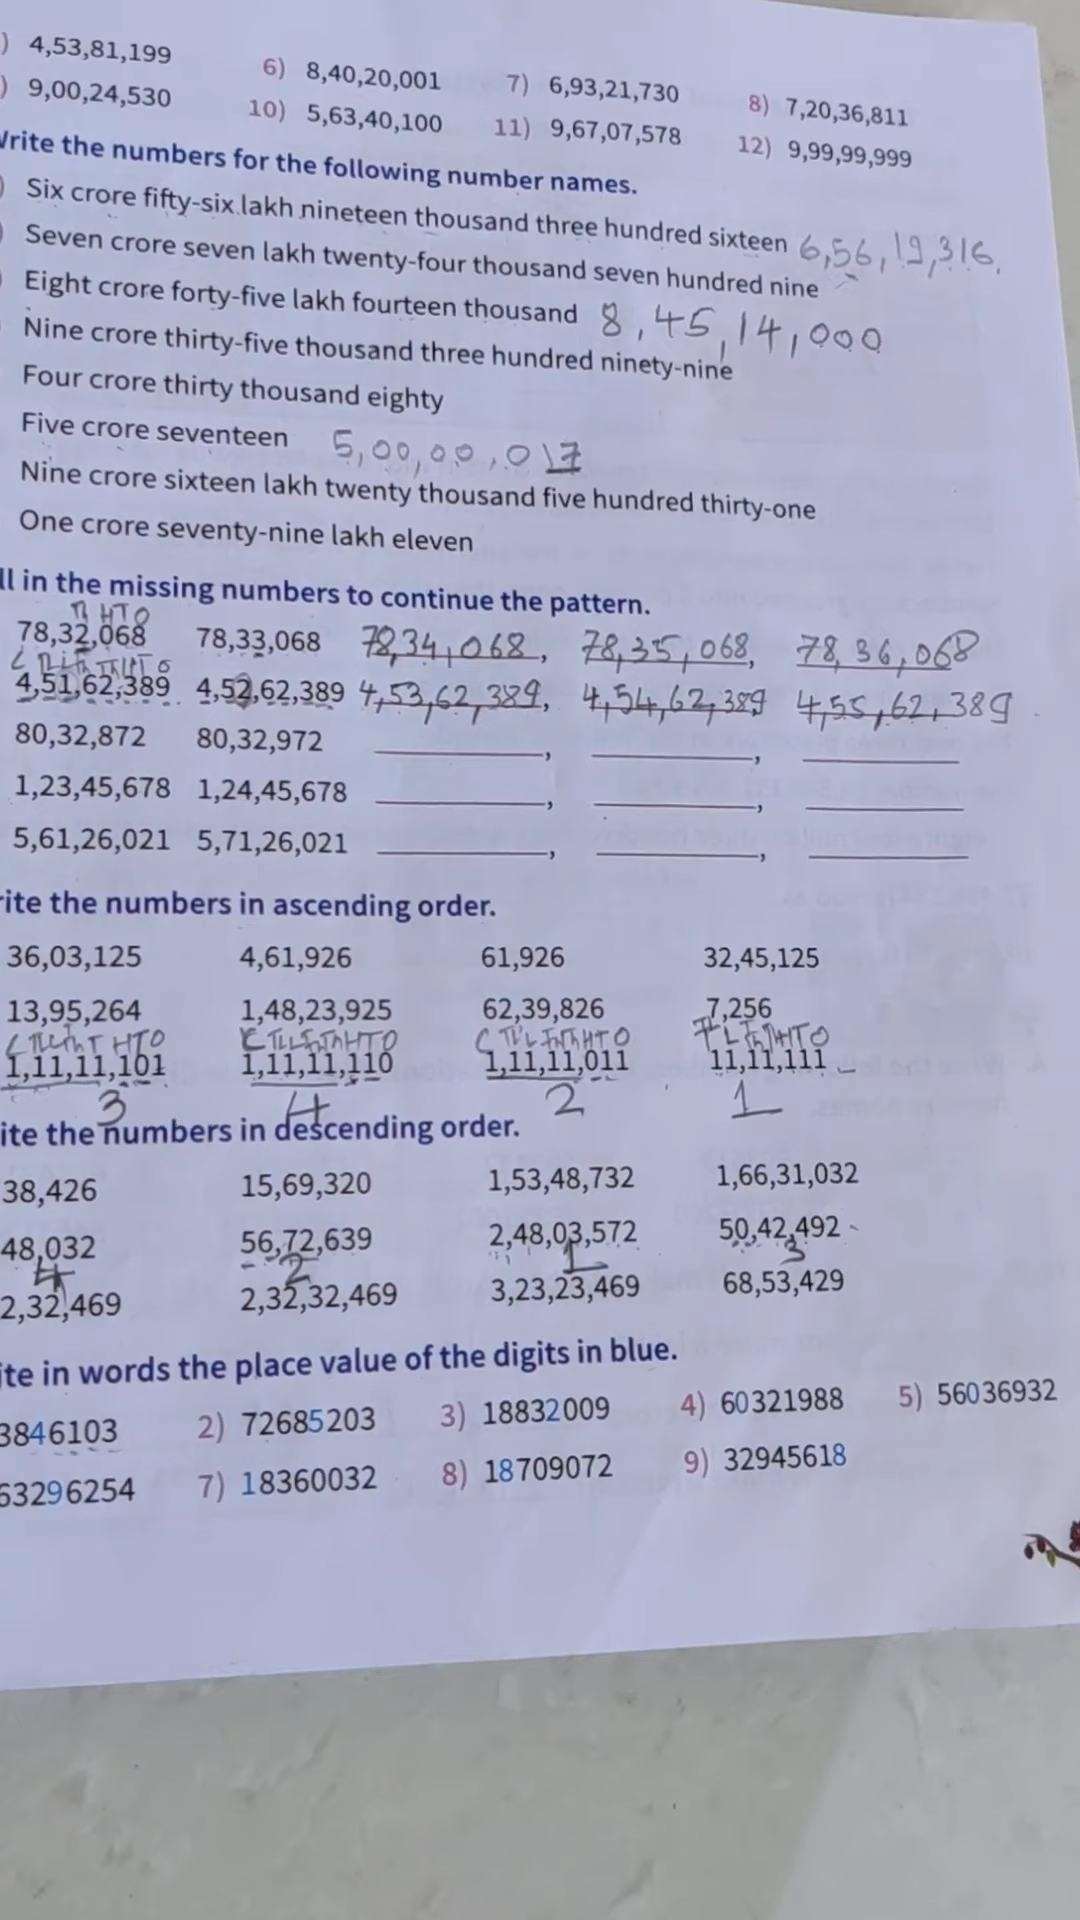 ) 4,53,81,199 6) 8,40,20,001 7) 6,93,21,730 8) 7,20,36,811
) 9,00,24,530 10) 5,63,40,100 11) 9,67,07,578 12) 9,99,99,999
Write the numbers for the following number names.
) Six crore fifty-six lakh nineteen thousand three hundred sixteen 6,56,19,316.
Seven crore seven lakh twenty-four thousand seven hundred nine
Eight crore forty-five lakh fourteen thousand 8,45,14,000
Nine crore thirty-five thousand three hundred ninety-nine
Four crore thirty thousand eighty
Five crore seventeen 5,00,00,017
Nine crore sixteen lakh twenty thousand five hundred thirty-one
One crore seventy-nine lakh eleven
ll in the missing numbers to continue the pattern.
Th HTO
78,32,068 78,33,068 78,34,068, 78,35,068, 78,36,068
4,51,62,389 4,52,62,389 4,53,62,389, 4,54,62,389 4,55,62,389
80,32,872 80,32,972 , ,
1,23,45,678 1,24,45,678 , ,
5,61,26,021 5,71,26,021 , ,
rite the numbers in ascending order.
36,03,125 4,61,926 61,926 32,45,125
13,95,264 1,48,23,925 62,39,826 7,256
1,11,11,101 1,11,11,110 1,11,11,011 11,11,111
3 4 2 1
ite the numbers in descending order.
38,426 15,69,320 1,53,48,732 1,66,31,032
48,032 56,72,639 2,48,03,572 50,42,492
4 2 1 3
2,32,469 2,32,32,469 3,23,23,469 68,53,429
ite in words the place value of the digits in blue.
3846103 2) 72685203 3) 18832009 4) 60321988 5) 56036932
63296254 7) 18360032 8) 18709072 9) 32945618